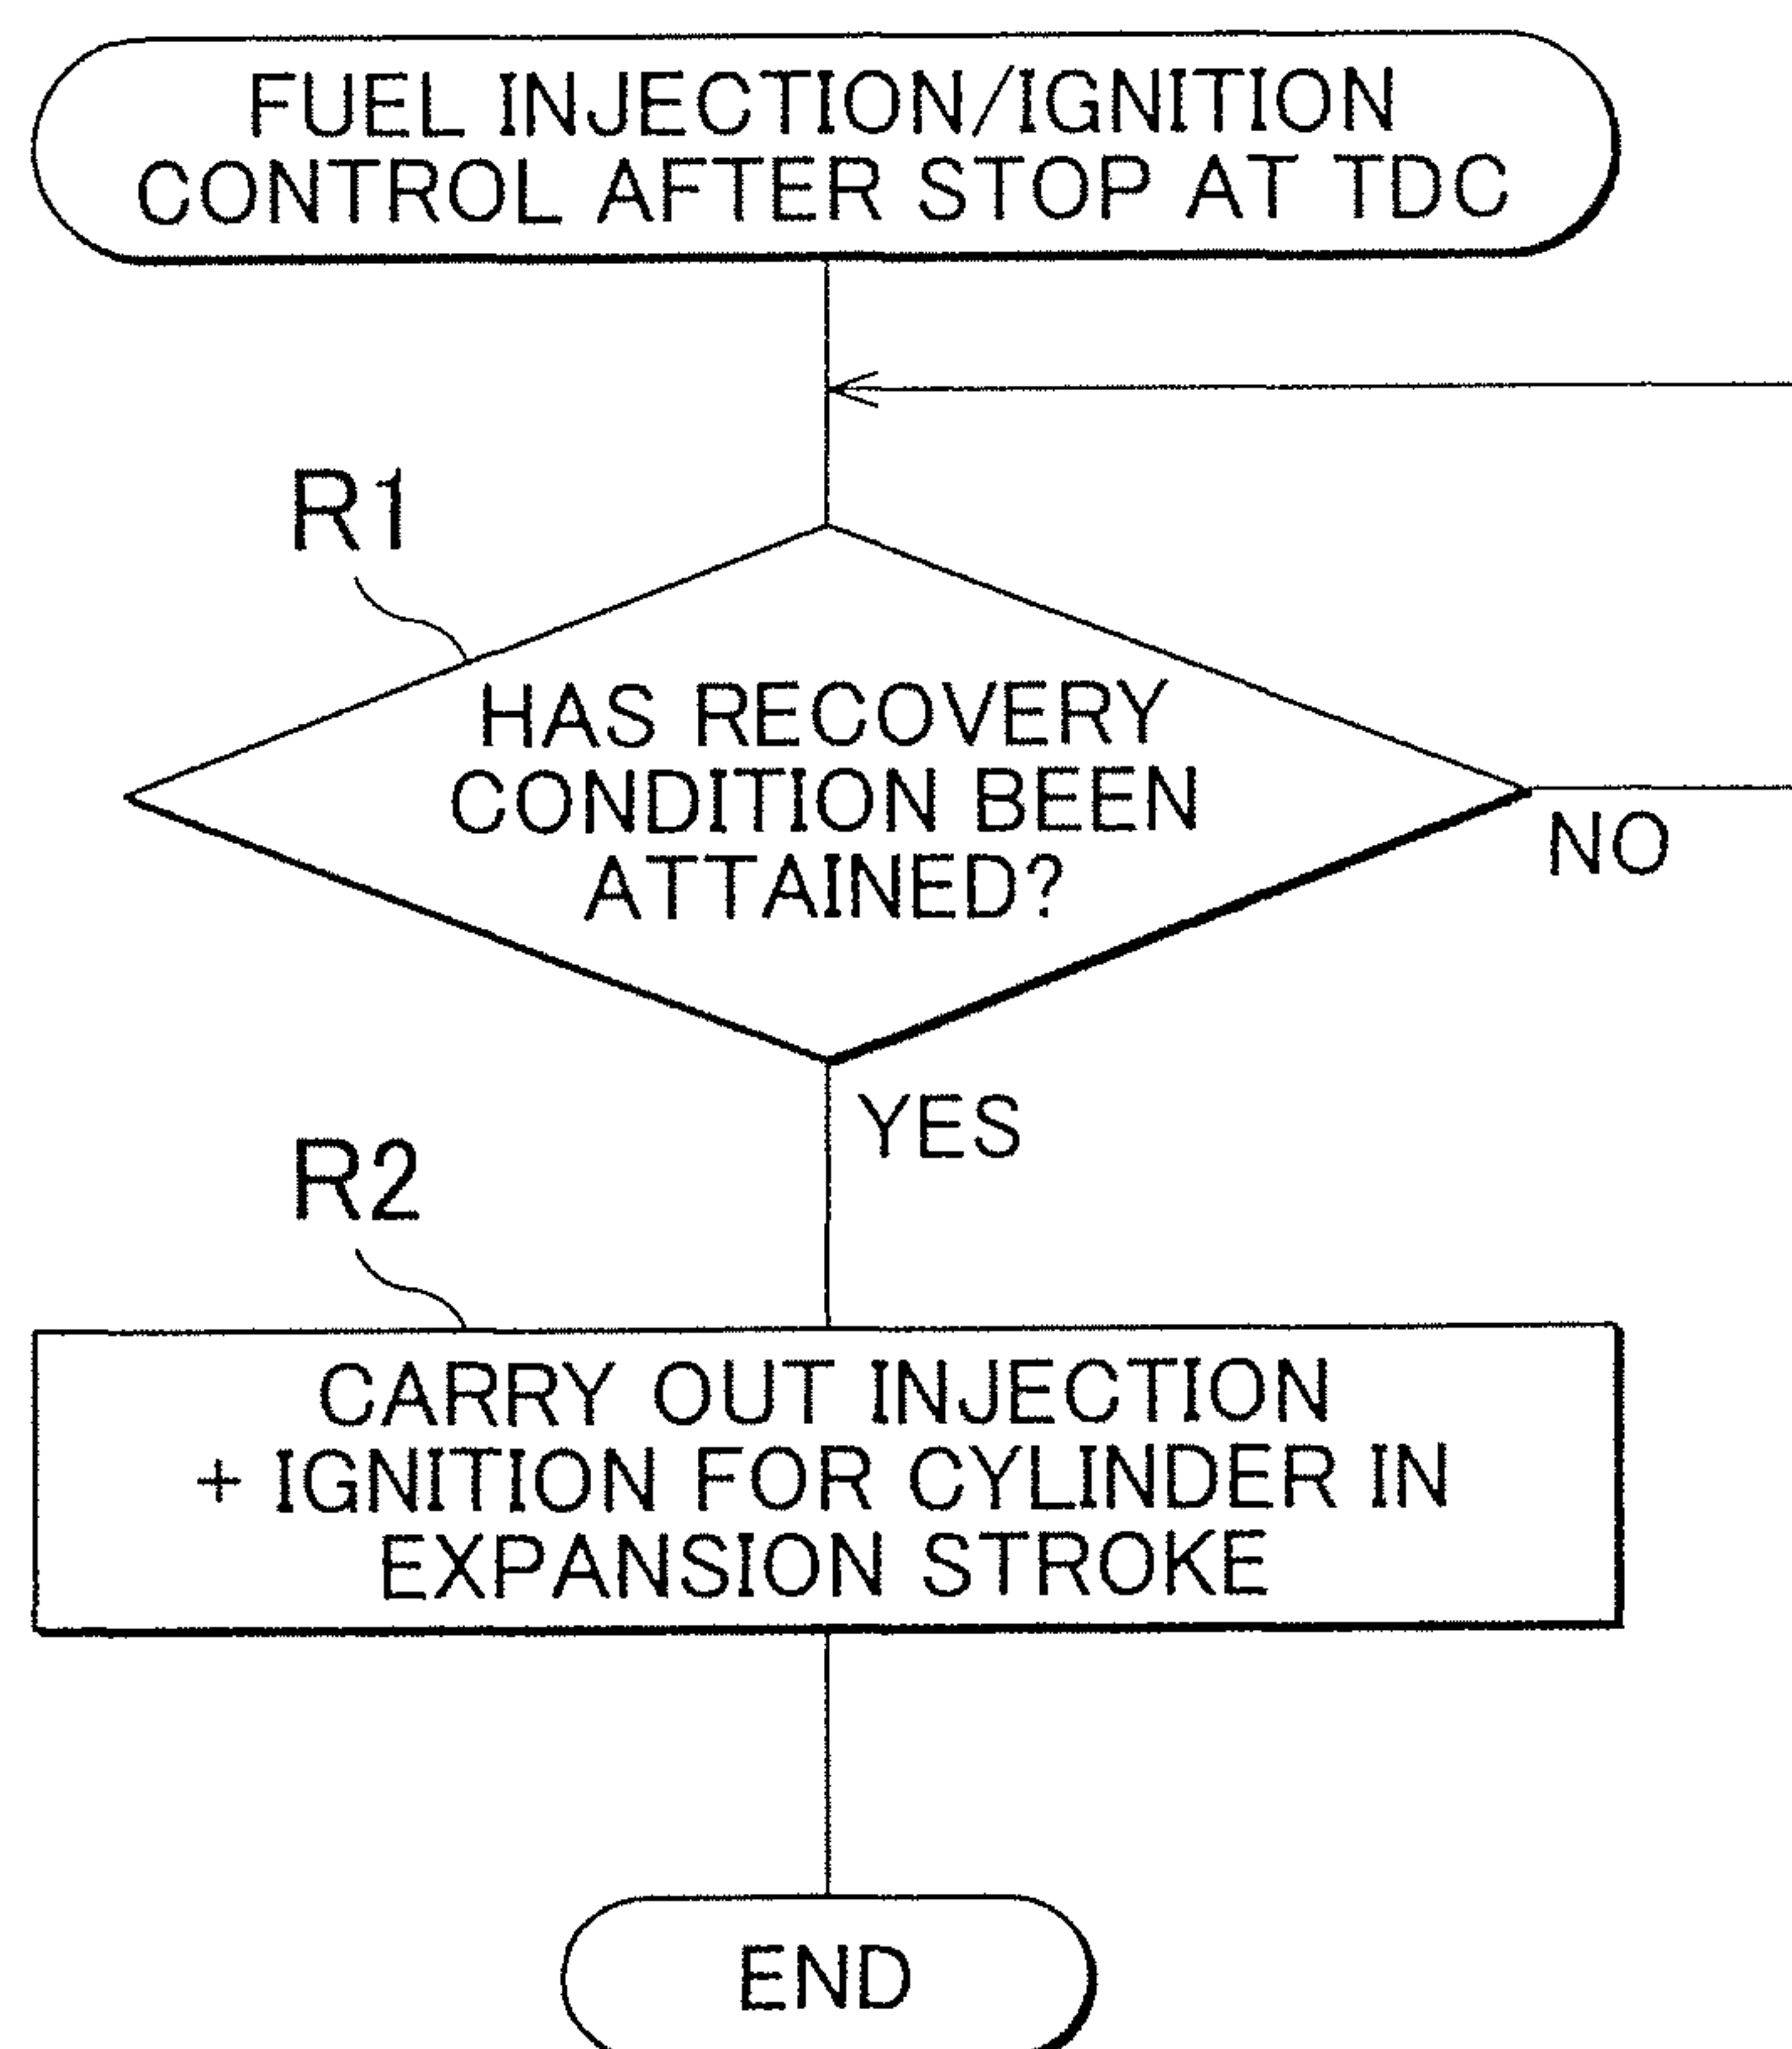 FUEL INJECTION/IGNITION
CONTROL AFTER STOP AT TDC
R1
HAS RECOVERY
CONDITION BEEN
ATTAINED?
NO
YES
R2
CARRY OUT INJECTION
+ IGNITION FOR CYLINDER IN
EXPANSION STROKE
END